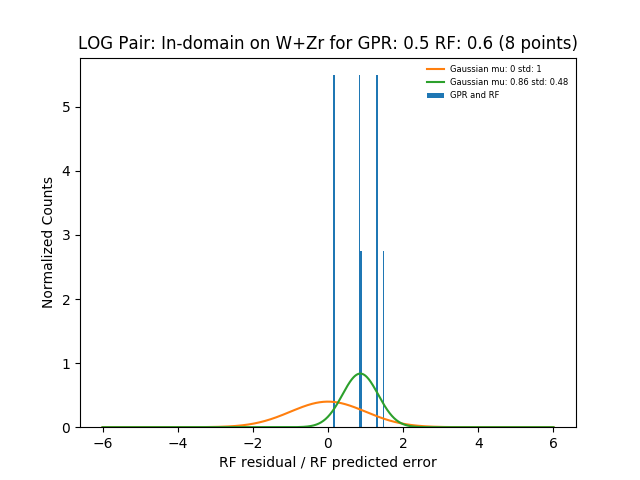 LOG Pair: In-domain on W+Zr for GPR: 0.5 RF: 0.6 (8 points)
Gaussian mu: 0 std: 1
Gaussian mu: 0.86 std: 0.48
GPR and RF
Normalized Counts
5
4
3
2
1
0
−6 −4 −2 0 2 4 6
RF residual / RF predicted error